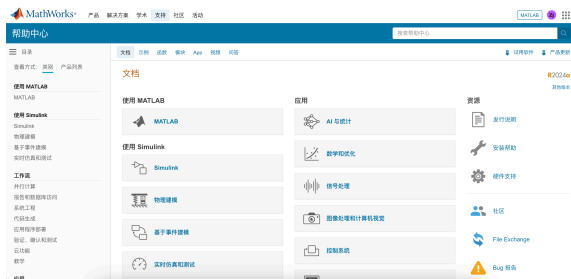 MathWorks®
产品 解决方案 学术 支持 社区 活动
MATLAB
帮助中心
搜索帮助中心
目录
文档 示例 函数 模块 App 视频 问答
试用软件 产品更新
查看方式: 类别 产品列表
文档
R2024a
其他版本
使用 MATLAB
MATLAB
使用 Simulink
Simulink
物理建模
基于事件建模
实时仿真和测试
工作流
并行计算
报告和数据库访问
系统工程
代码生成
应用程序部署
验证、确认和测试
云功能
教学
应用
使用 MATLAB
MATLAB
使用 Simulink
Simulink
物理建模
基于事件建模
实时仿真和测试
应用
AI 与统计
数学和优化
信号处理
图像处理和计算机视觉
控制系统
资源
发行说明
安装帮助
硬件支持
社区
File Exchange
Bug 报告